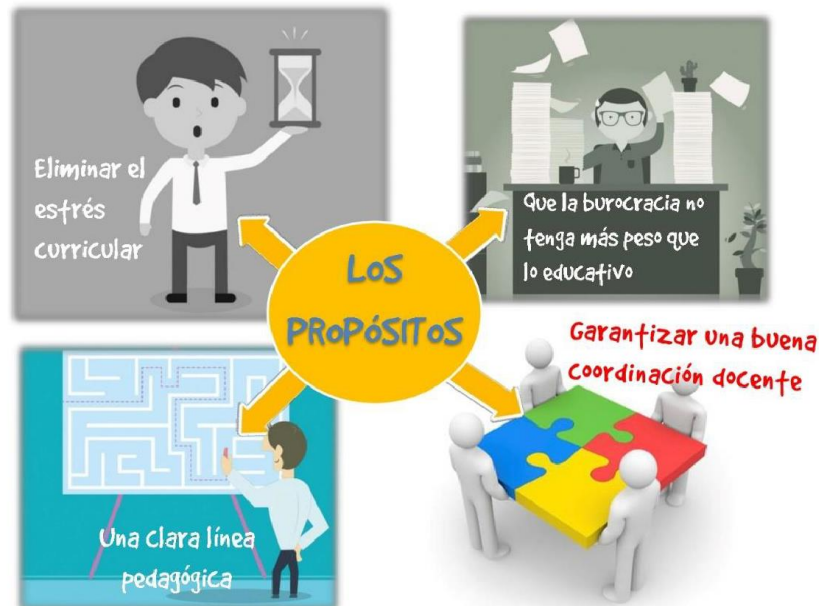 Eliminar el
estrés
curricular
Que la burocracia no
tenga más peso que
lo educativo
LOS
PROPÓSITOS
Garantizar una buena
coordinación docente
Una clara línea
pedagógica